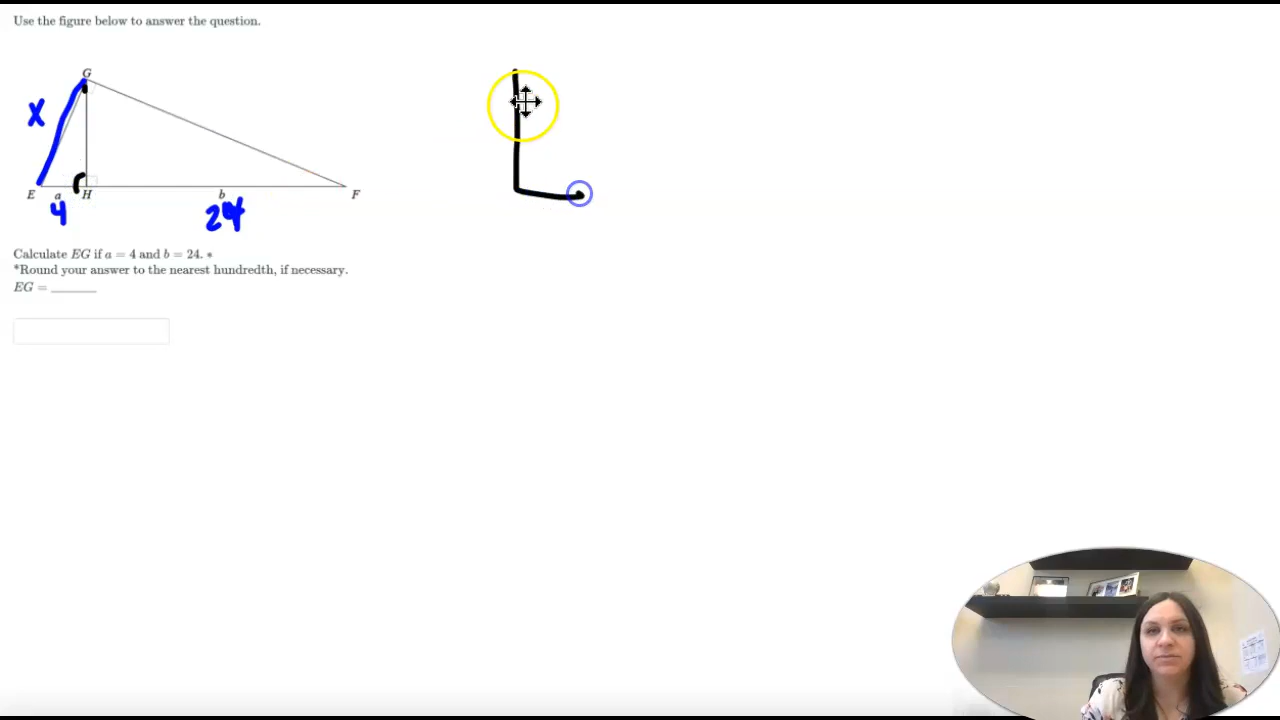 Use the figure below to answer the question.
G
X
E
a
H
b
F
4
24
Calculate EG if a = 4 and b = 24. *
*Round your answer to the nearest hundredth, if necessary.
EG = ______